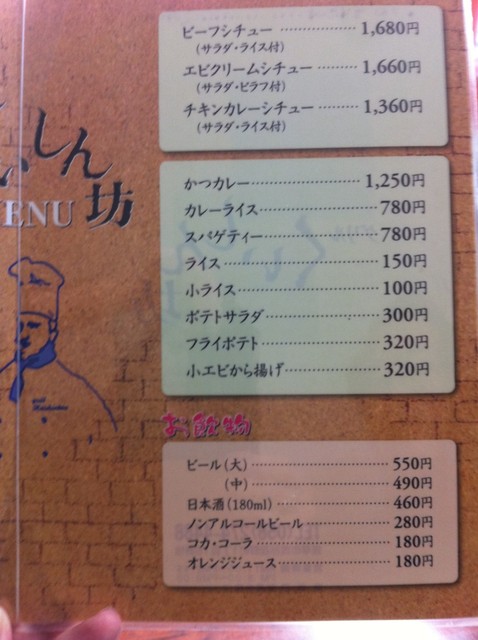 いしん坊
ENU
ビーフシチュー ……………… 1,680円
(サラダ・ライス付)
エビクリームシチュー ……… 1,660円
(サラダ・ピラフ付)
チキンカレーシチュー ……… 1,360円
(サラダ・ライス付)
かつカレー……………………… 1,250円
カレーライス………………………… 780円
スパゲティー………………………… 780円
ライス ………………………………… 150円
小ライス……………………………… 100円
ポテトサラダ………………………… 300円
フライポテト………………………… 320円
小エビから揚げ……………………… 320円
お飲物
ビール(大)………………………… 550円
(中)………………………… 490円
日本酒(180ml)……………………… 460円
ノンアルコールビール……………… 280円
コカ・コーラ………………………… 180円
オレンジジュース…………………… 180円